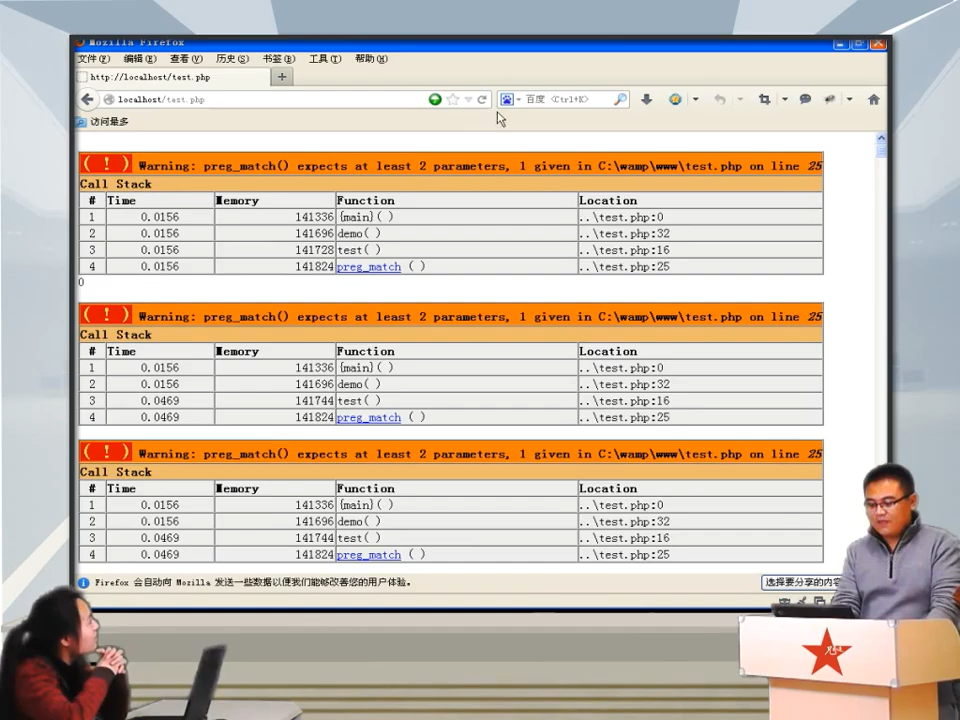 Mozilla Firefox
文件(F) 编辑(E) 查看(V) 历史(S) 书签(B) 工具(T) 帮助(H)
http://localhost/test.php +
localhost/test.php 百度 <Ctrl+K>
访问最多
( ! ) Warning: preg_match() expects at least 2 parameters, 1 given in C:\wamp\www\test.php on line 25
Call Stack
# Time Memory Function Location
1 0.0156 141336 {main}( ) ..\test.php:0
2 0.0156 141696 demo( ) ..\test.php:32
3 0.0156 141728 test( ) ..\test.php:16
4 0.0156 141824 preg_match ( ) ..\test.php:25
0
( ! ) Warning: preg_match() expects at least 2 parameters, 1 given in C:\wamp\www\test.php on line 25
Call Stack
# Time Memory Function Location
1 0.0156 141336 {main}( ) ..\test.php:0
2 0.0156 141696 demo( ) ..\test.php:32
3 0.0469 141744 test( ) ..\test.php:16
4 0.0469 141824 preg_match ( ) ..\test.php:25
( ! ) Warning: preg_match() expects at least 2 parameters, 1 given in C:\wamp\www\test.php on line 25
Call Stack
# Time Memory Function Location
1 0.0156 141336 {main}( ) ..\test.php:0
2 0.0156 141696 demo( ) ..\test.php:32
3 0.0469 141744 test( ) ..\test.php:16
4 0.0469 141824 preg_match ( ) ..\test.php:25
Firefox 会自动向 Mozilla 发送一些数据以便我们能够改善您的用户体验。 选择要分享的内容